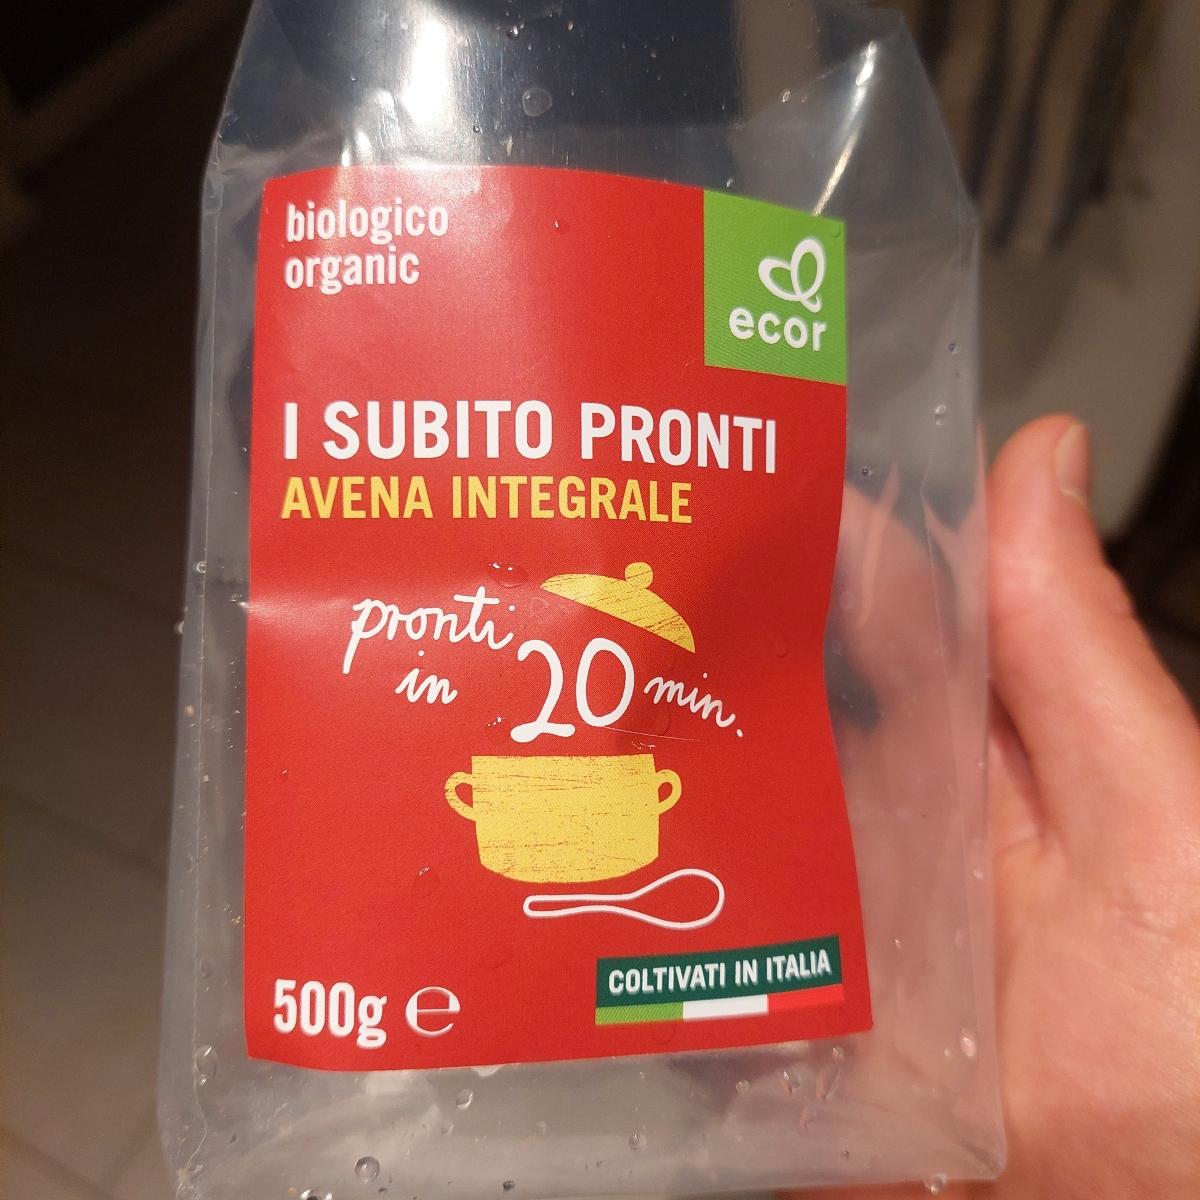 biologico
organic
ecor
I SUBITO PRONTI
AVENA INTEGRALE
pronti
in 20 min.
COLTIVATI IN ITALIA
500g ℮